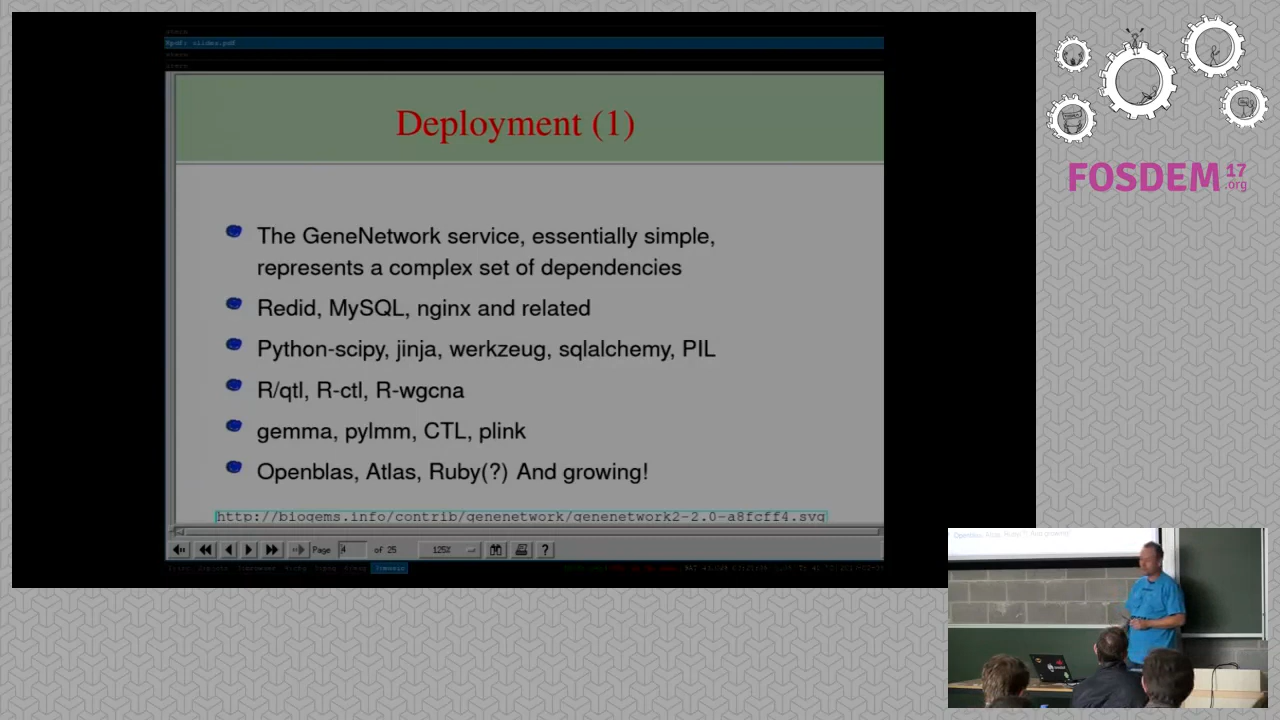 Xpdf: slides.pdf
Deployment (1)
The GeneNetwork service, essentially simple,
represents a complex set of dependencies
Redid, MySQL, nginx and related
Python-scipy, jinja, werkzeug, sqlalchemy, PIL
R/qtl, R-ctl, R-wgcna
gemma, pylmm, CTL, plink
Openblas, Atlas, Ruby(?) And growing!
http://biogems.info/contrib/genenetwork/genenetwork2-2.0-a8fcff4.svg
Page 4 of 25 125% ?
FOSDEM 17
.org